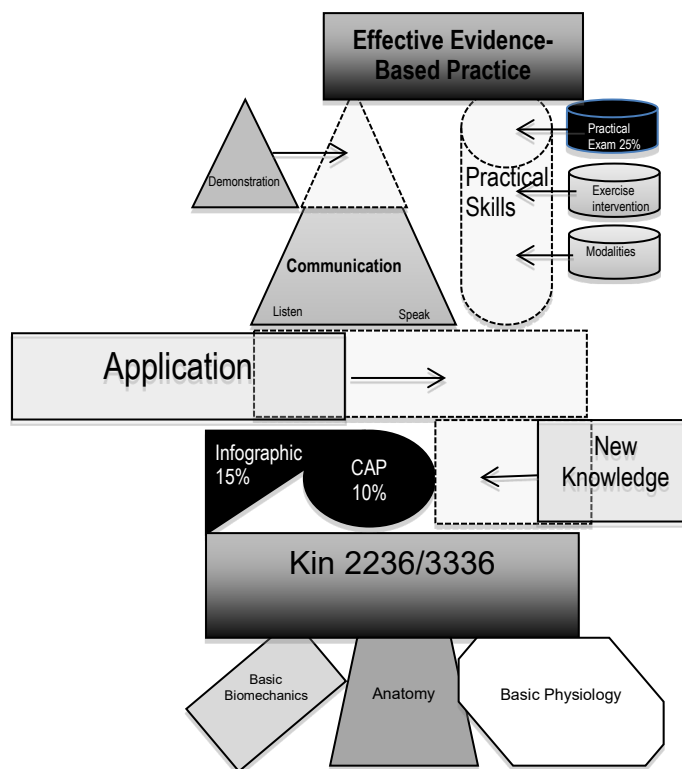 Effective Evidence-
Based Practice
Practical
Exam 25%
Demonstration
Practical
Skills
Exercise
intervention
Communication
Modalities
Listen
Speak
Application
Infographic
15%
CAP
10%
New
Knowledge
Kin 2236/3336
Basic
Biomechanics
Anatomy
Basic Physiology